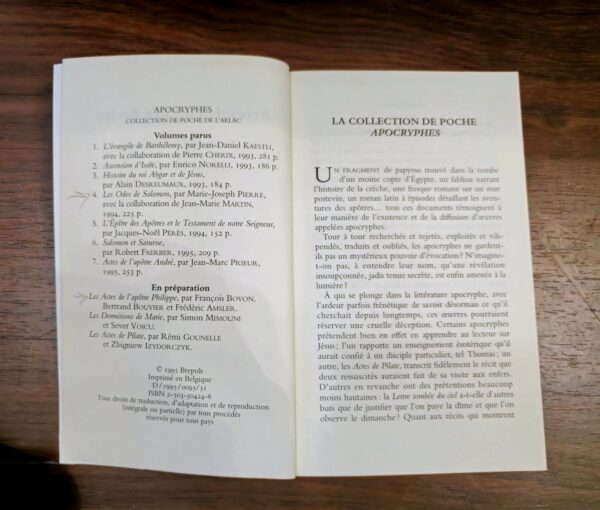 APOCRYPHES
COLLECTION DE POCHE DE L'AELAC
Volumes parus
1. L'évangile de Barthélemy, par Jean-Daniel KAESTLI,
avec la collaboration de Pierre CHERIX, 1993, 281 p.
2. Ascension d'Isaïe, par Enrico NORELLI, 1993, 186 p.
3. Histoire du roi Abgar et de Jésus,
par Alain DESREUMAUX, 1993, 184 p.
4. Les Odes de Salomon, par Marie-Joseph PIERRE,
avec la collaboration de Jean-Marie MARTIN,
1994, 225 p.
5. L'Épître des Apôtres et le Testament de notre Seigneur,
par Jacques-Noël PÉRÈS, 1994, 152 p.
6. Salomon et Saturne,
par Robert FAERBER, 1995, 209 p.
7. Actes de l'apôtre André, par Jean-Marc PRIEUR,
1995, 253 p.
En préparation
Les Actes de l'apôtre Philippe, par François BOVON,
Bertrand BOUVIER et Frédéric AMSLER.
Les Dormitions de Marie, par Simon MIMOUNI
et Sever VOICU.
Les Actes de Pilate, par Rémi GOUNELLE
et Zbigniew IZYDORCZYK.
© 1995 Brepols
Imprimé en Belgique
D / 1995 / 0095 / 51
ISBN 2-503-50424-8
Tous droits de traduction, d'adaptation et de reproduction
(intégrale ou partielle) par tous procédés
réservés pour tout pays
LA COLLECTION DE POCHE
APOCRYPHES
UN FRAGMENT de papyrus trouvé dans la tombe
d'un moine copte d'Égypte, un fabliau narrant
l'histoire de la crèche, une fresque romane sur un mur
poitevin, un roman latin à épisodes détaillant les aven-
tures des apôtres… tous ces documents témoignent à
leur manière de l'existence et de la diffusion d'œuvres
appelées apocryphes.
Tour à tour recherchés et rejetés, exploités et vili-
pendés, traduits et oubliés, les apocryphes ne gardent-
ils pas un mystérieux pouvoir d'évocation? N'imagine-
t-on pas, à entendre leur nom, qu'une révélation
insoupçonnée, jadis tenue secrète, est enfin amenée à la
lumière?
À qui se plonge dans la littérature apocryphe, avec
l'ardeur parfois frénétique de savoir désormais ce qu'il
cherchait depuis longtemps, ces œuvres pourraient
réserver une cruelle déception. Certains apocryphes
prétendent bien en effet en apprendre au lecteur sur
Jésus; l'un rapporte un enseignement ésotérique qu'il
aurait confié à un disciple particulier, tel Thomas; un
autre, les Actes de Pilate, transcrit fidèlement le récit que
deux ressuscités auraient fait de sa visite aux enfers.
D'autres en revanche ont des prétentions beaucoup
moins hautaines: la Lettre tombée du ciel a-t-elle d'autres
buts que de justifier que l'on paye la dîme et que l'on
observe le dimanche? Quant aux récits qui montrent